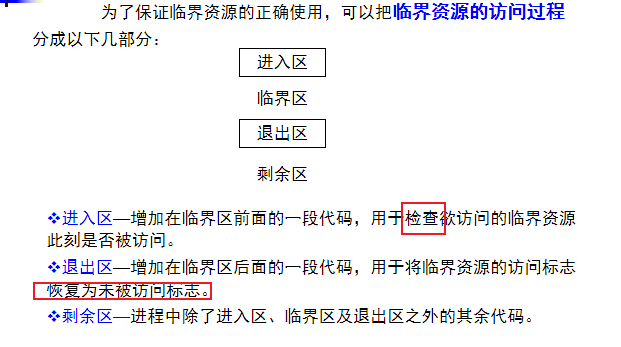 为了保证临界资源的正确使用，可以把临界资源的访问过程
分成以下几部分：
进入区
临界区
退出区
剩余区
❖进入区—增加在临界区前面的一段代码，用于检查欲访问的临界资源
此刻是否被访问。
❖退出区—增加在临界区后面的一段代码，用于将临界资源的访问标志
恢复为未被访问标志。
❖剩余区—进程中除了进入区、临界区及退出区之外的其余代码。